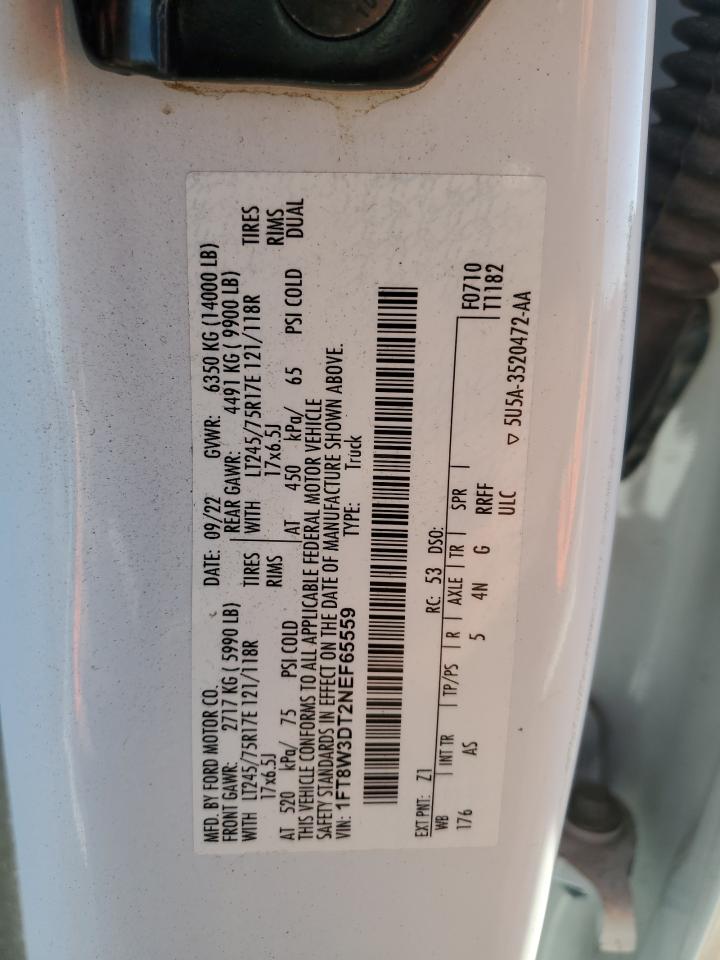 MFD. BY FORD MOTOR CO. DATE: 09/22 GVWR: 6350 KG (14000 LB)
FRONT GAWR: 2717 KG ( 5990 LB) REAR GAWR: 4491 KG ( 9900 LB)
WITH LT245/75R17E 121/118R TIRES WITH LT245/75R17E 121/118R TIRES
17x6.5J RIMS 17x6.5J RIMS
AT 520 kPa/ 75 PSI COLD AT 450 kPa/ 65 PSI COLD DUAL
THIS VEHICLE CONFORMS TO ALL APPLICABLE FEDERAL MOTOR VEHICLE
SAFETY STANDARDS IN EFFECT ON THE DATE OF MANUFACTURE SHOWN ABOVE.
VIN: 1FT8W3DT2NEF65559 TYPE: Truck
EXT PNT: Z1 RC: 53 DSO:
WB INT TR TP/PS R AXLE TR SPR F0710
176 AS 5 4N G RRFF T1182
ULC ▽ 5U5A-3520472-AA